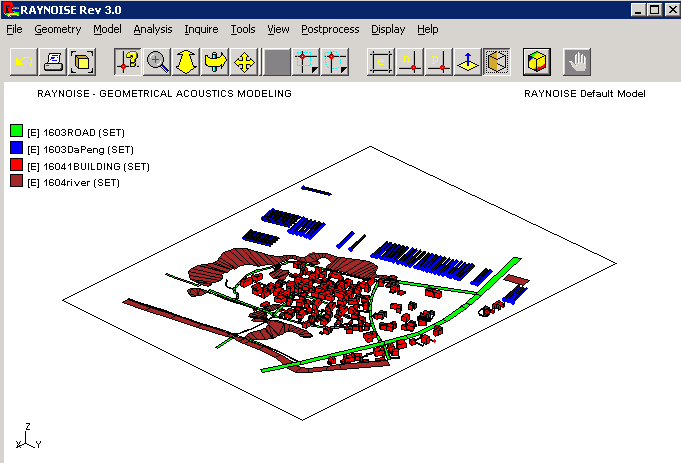 RAYNOISE Rev 3.0
File Geometry Model Analysis Inquire Tools View Postprocess Display Help
RAYNOISE - GEOMETRICAL ACOUSTICS MODELING RAYNOISE Default Model
[E] 1603ROAD (SET)
[E] 1603DaPeng (SET)
[E] 16041BUILDING (SET)
[E] 1604river (SET)
Z
X Y